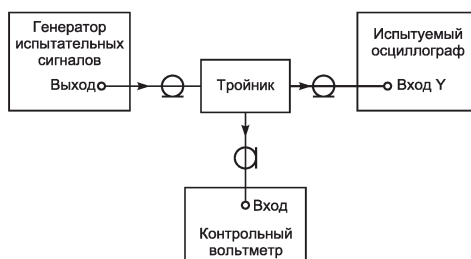 Генератор
испытательных
сигналов
Выход
Тройник
Испытуемый
осциллограф
Вход Y
Вход
Контрольный
вольтметр